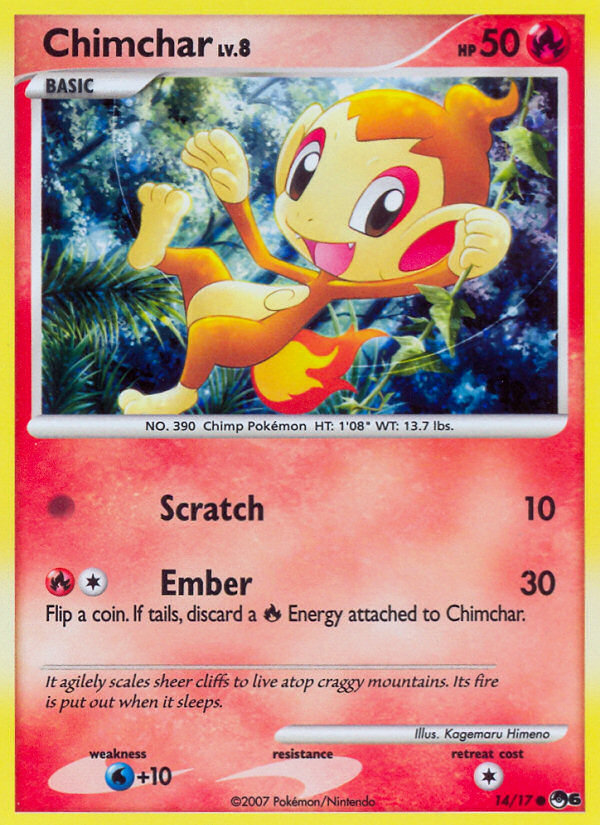 Chimchar LV.8 HP 50
BASIC
NO. 390 Chimp Pokémon HT: 1'08" WT: 13.7 lbs.
Scratch 10
Ember 30
Flip a coin. If tails, discard a Energy attached to Chimchar.
It agilely scales sheer cliffs to live atop craggy mountains. Its fire
is put out when it sleeps.
Illus. Kagemaru Himeno
weakness resistance retreat cost
+10
©2007 Pokémon/Nintendo 14/17 6